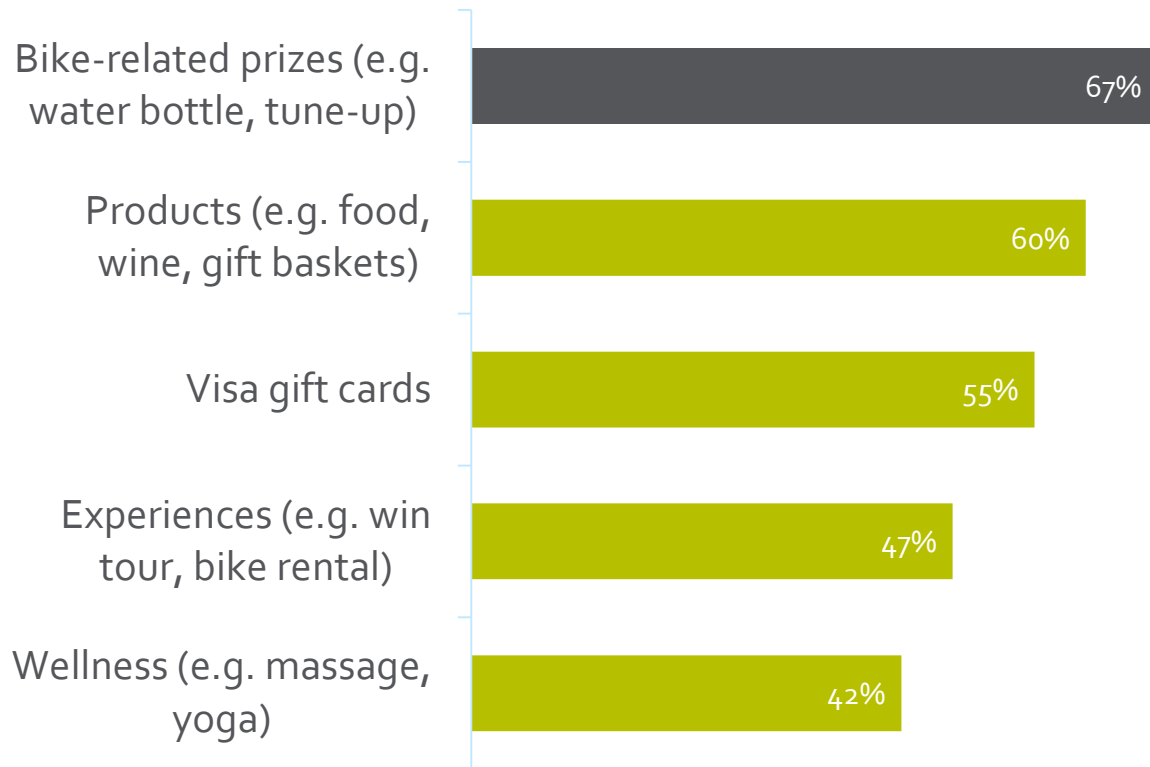 Bike-related prizes (e.g.
water bottle, tune-up)
67%
Products (e.g. food,
wine, gift baskets)
60%
Visa gift cards
55%
Experiences (e.g. win
tour, bike rental)
47%
Wellness (e.g. massage,
yoga)
42%